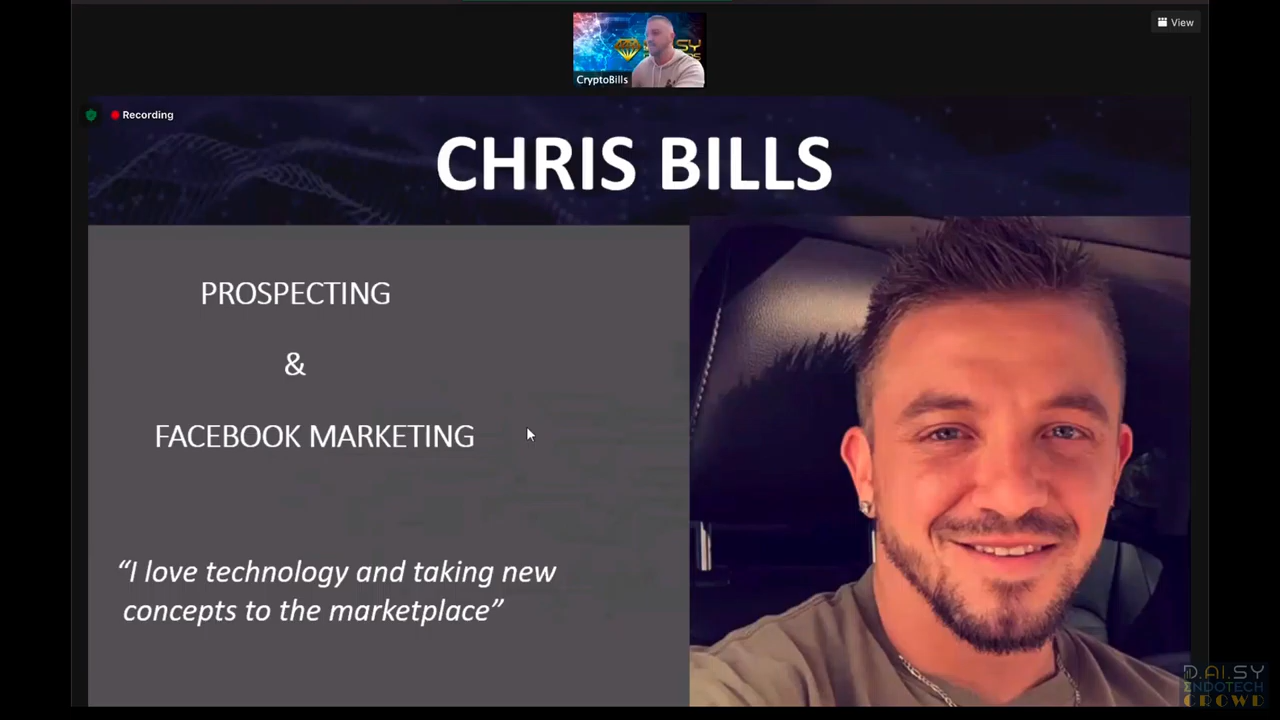 View
CryptoBills
Recording
CHRIS BILLS
PROSPECTING
&
FACEBOOK MARKETING
“I love technology and taking new
concepts to the marketplace”
D.AI.SY
ENDOTECH
CROWD